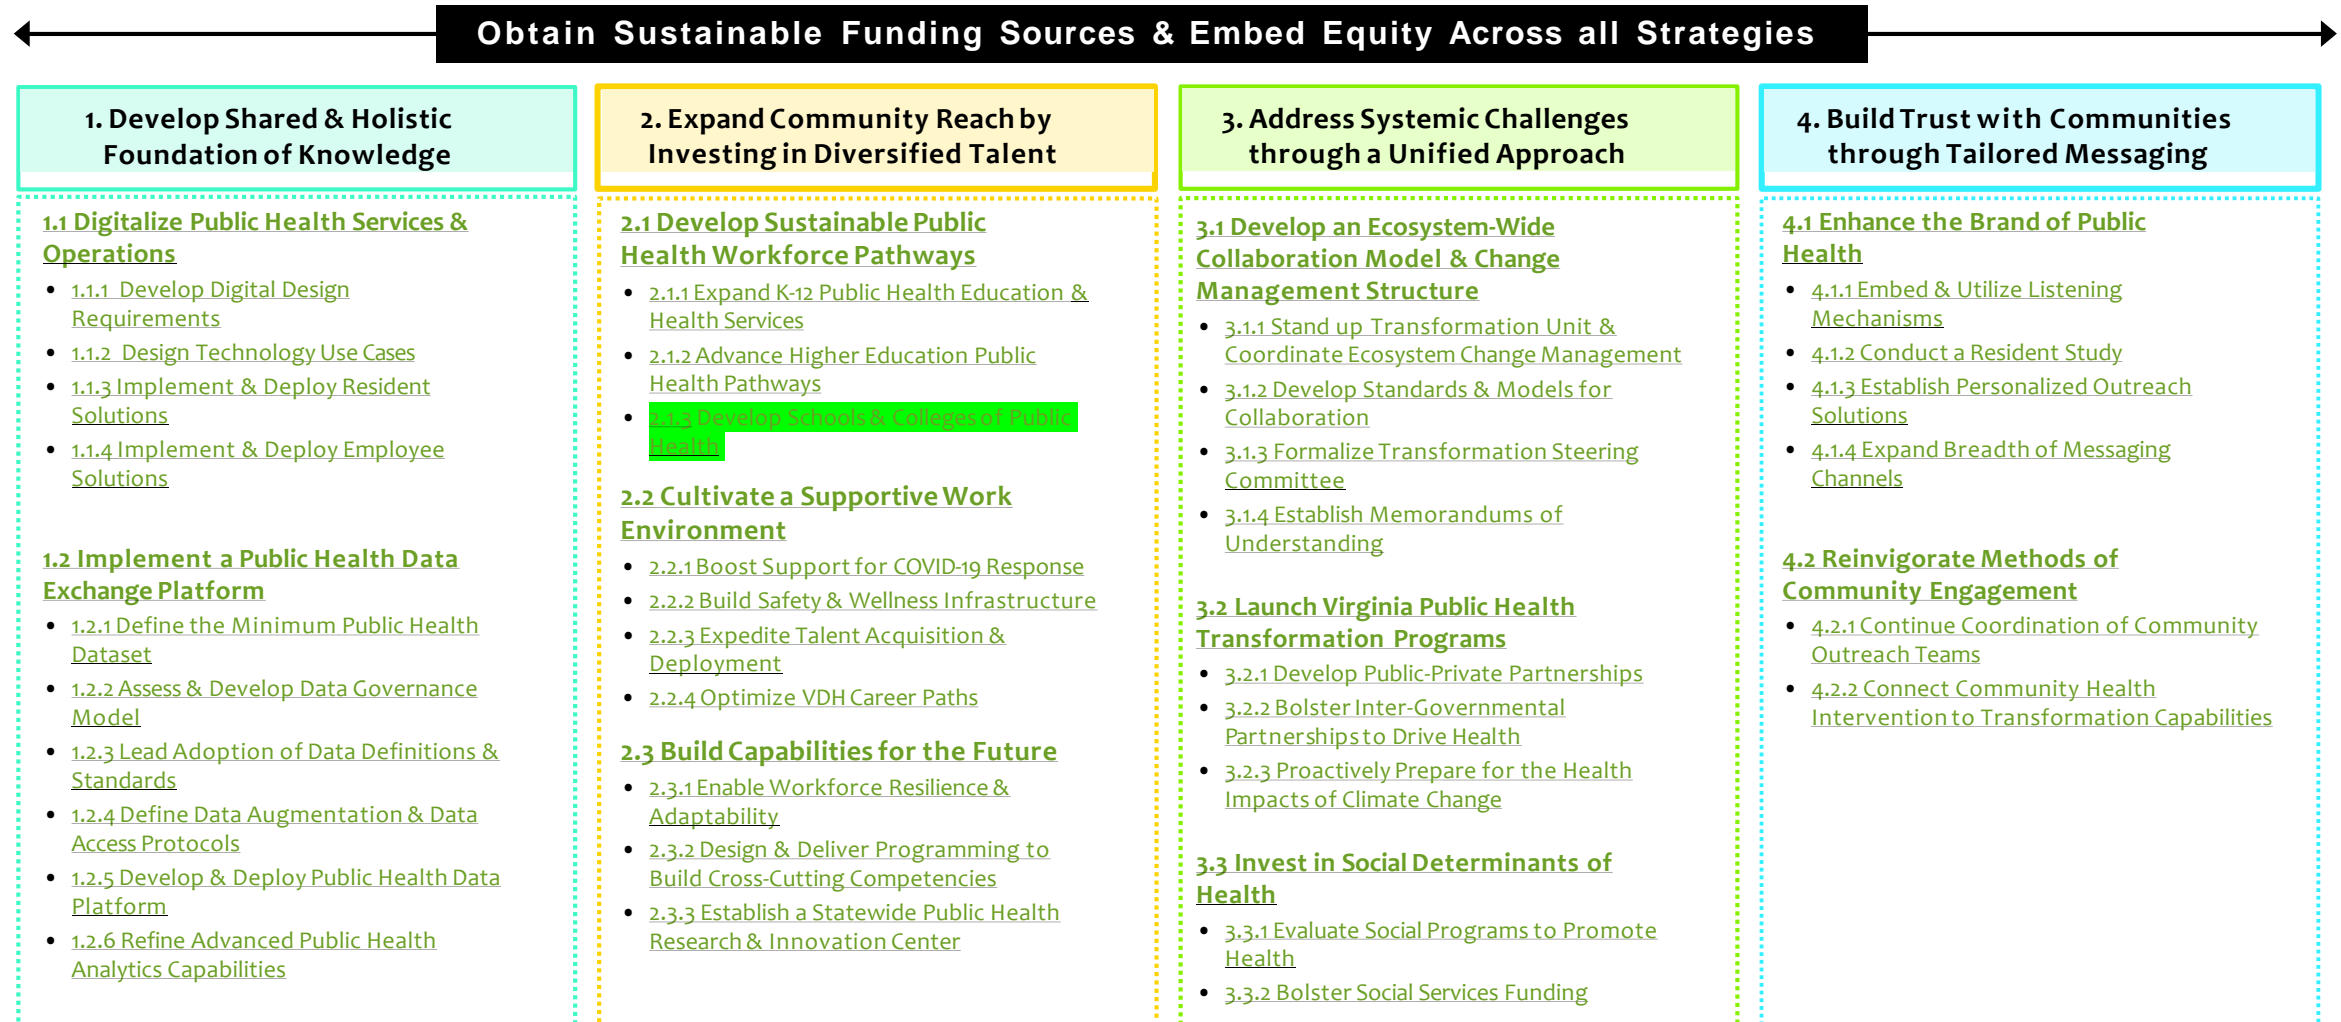 Obtain Sustainable Funding Sources & Embed Equity Across all Strategies
1. Develop Shared & Holistic
Foundation of Knowledge
1.1 Digitalize Public Health Services &
Operations
• 1.1.1 Develop Digital Design
Requirements
• 1.1.2 Design Technology Use Cases
• 1.1.3 Implement & Deploy Resident
Solutions
• 1.1.4 Implement & Deploy Employee
Solutions
1.2 Implement a Public Health Data
Exchange Platform
• 1.2.1 Define the Minimum Public Health
Dataset
• 1.2.2 Assess & Develop Data Governance
Model
• 1.2.3 Lead Adoption of Data Definitions &
Standards
• 1.2.4 Define Data Augmentation & Data
Access Protocols
• 1.2.5 Develop & Deploy Public Health Data
Platform
• 1.2.6 Refine Advanced Public Health
Analytics Capabilities
2. Expand Community Reach by
Investing in Diversified Talent
2.1 Develop Sustainable Public
Health Workforce Pathways
• 2.1.1 Expand K-12 Public Health Education &
Health Services
• 2.1.2 Advance Higher Education Public
Health Pathways
• 2.1.3 Develop Schools & Colleges of Public
Health
2.2 Cultivate a Supportive Work
Environment
• 2.2.1 Boost Support for COVID-19 Response
• 2.2.2 Build Safety & Wellness Infrastructure
• 2.2.3 Expedite Talent Acquisition &
Deployment
• 2.2.4 Optimize VDH Career Paths
2.3 Build Capabilities for the Future
• 2.3.1 Enable Workforce Resilience &
Adaptability
• 2.3.2 Design & Deliver Programming to
Build Cross-Cutting Competencies
• 2.3.3 Establish a Statewide Public Health
Research & Innovation Center
3. Address Systemic Challenges
through a Unified Approach
3.1 Develop an Ecosystem-Wide
Collaboration Model & Change
Management Structure
• 3.1.1 Stand up Transformation Unit &
Coordinate Ecosystem Change Management
• 3.1.2 Develop Standards & Models for
Collaboration
• 3.1.3 Formalize Transformation Steering
Committee
• 3.1.4 Establish Memorandums of
Understanding
3.2 Launch Virginia Public Health
Transformation Programs
• 3.2.1 Develop Public-Private Partnerships
• 3.2.2 Bolster Inter-Governmental
Partnerships to Drive Health
• 3.2.3 Proactively Prepare for the Health
Impacts of Climate Change
3.3 Invest in Social Determinants of
Health
• 3.3.1 Evaluate Social Programs to Promote
Health
• 3.3.2 Bolster Social Services Funding
4. Build Trust with Communities
through Tailored Messaging
4.1 Enhance the Brand of Public
Health
• 4.1.1 Embed & Utilize Listening
Mechanisms
• 4.1.2 Conduct a Resident Study
• 4.1.3 Establish Personalized Outreach
Solutions
• 4.1.4 Expand Breadth of Messaging
Channels
4.2 Reinvigorate Methods of
Community Engagement
• 4.2.1 Continue Coordination of Community
Outreach Teams
• 4.2.2 Connect Community Health
Intervention to Transformation Capabilities